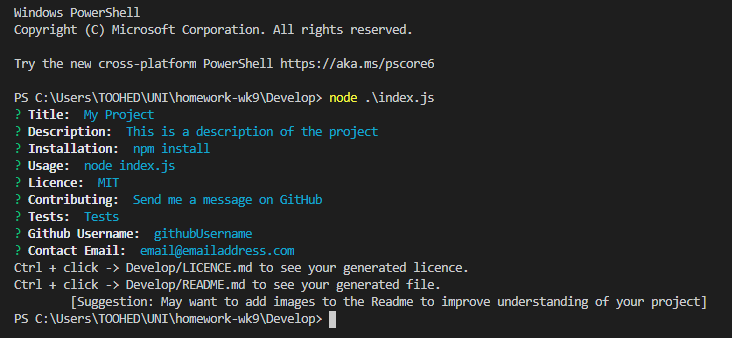 Windows PowerShell
Copyright (C) Microsoft Corporation. All rights reserved.
Try the new cross-platform PowerShell https://aka.ms/pscore6
PS C:\Users\TOOHED\UNI\homework-wk9\Develop> node .\index.js
? Title:  My Project
? Description:  This is a description of the project
? Installation:  npm install
? Usage:  node index.js
? Licence:  MIT
? Contributing:  Send me a message on GitHub
? Tests:  Tests
? Github Username:  githubUsername
? Contact Email:  email@emailaddress.com
Ctrl + click -> Develop/LICENCE.md to see your generated licence.
Ctrl + click -> Develop/README.md to see your generated file.
[Suggestion: May want to add images to the Readme to improve understanding of your project]
PS C:\Users\TOOHED\UNI\homework-wk9\Develop>